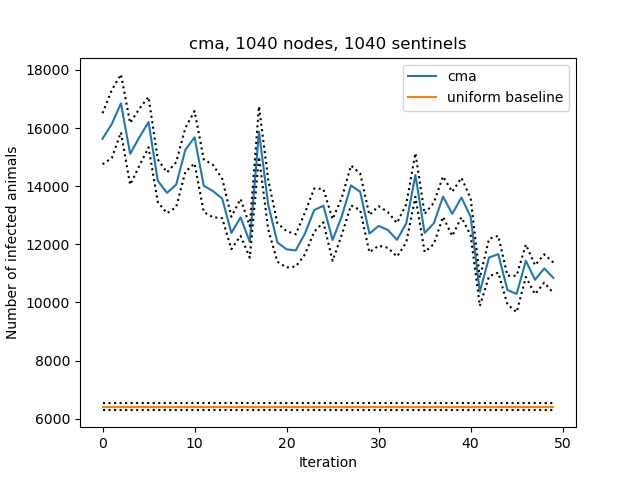 cma, 1040 nodes, 1040 sentinels
cma
uniform baseline
Number of infected animals
18000
16000
14000
12000
10000
8000
6000
0 10 20 30 40 50
Iteration